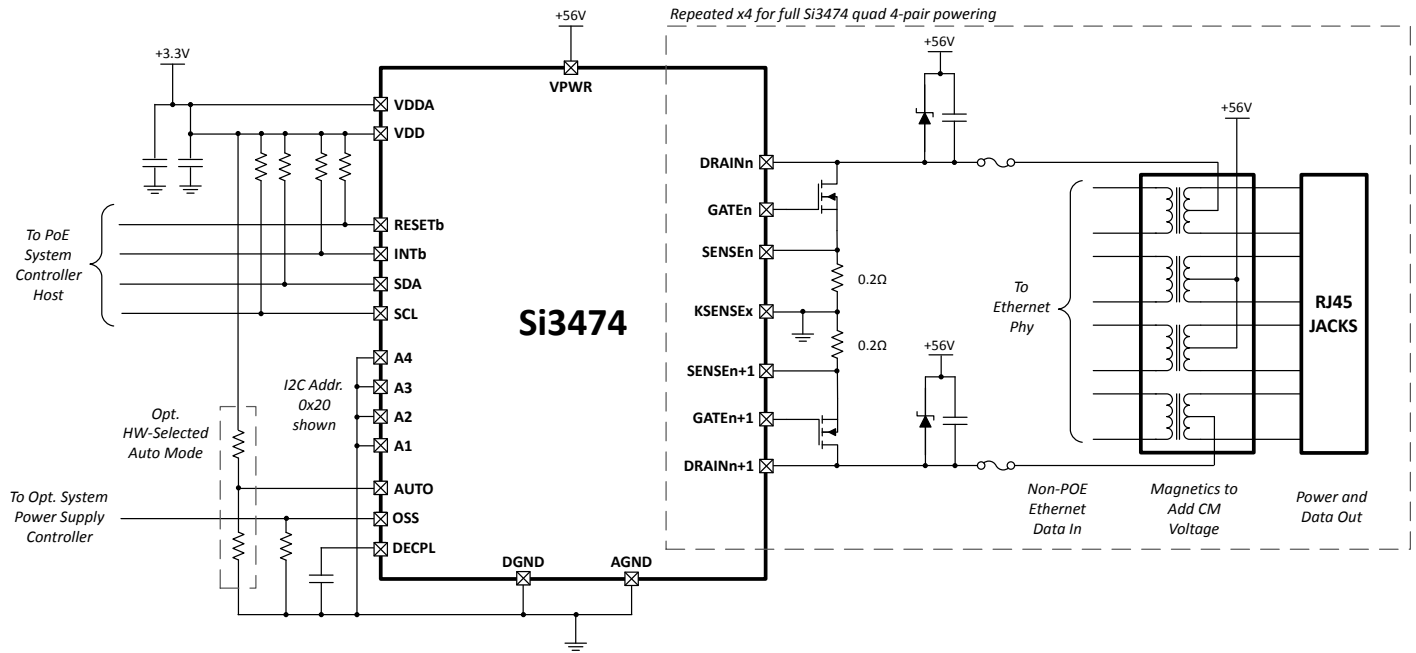 Repeated x4 for full Si3474 quad 4-pair powering
+56V
+3.3V
VPWR
VDDA
VDD
RESETb
INTb
SDA
SCL
To PoE
System
Controller
Host
A4
A3
A2
A1
I2C Addr.
0x20
shown
Opt.
HW-Selected
Auto Mode
AUTO
OSS
DECPL
To Opt. System
Power Supply
Controller
Si3474
DGND
AGND
DRAINn
GATEn
SENSEn
KSENSEx
SENSEn+1
GATEn+1
DRAINn+1
+56V
0.2Ω
0.2Ω
+56V
+56V
To
Ethernet
Phy
RJ45
JACKS
Non-POE
Ethernet
Data In
Magnetics to
Add CM
Voltage
Power and
Data Out